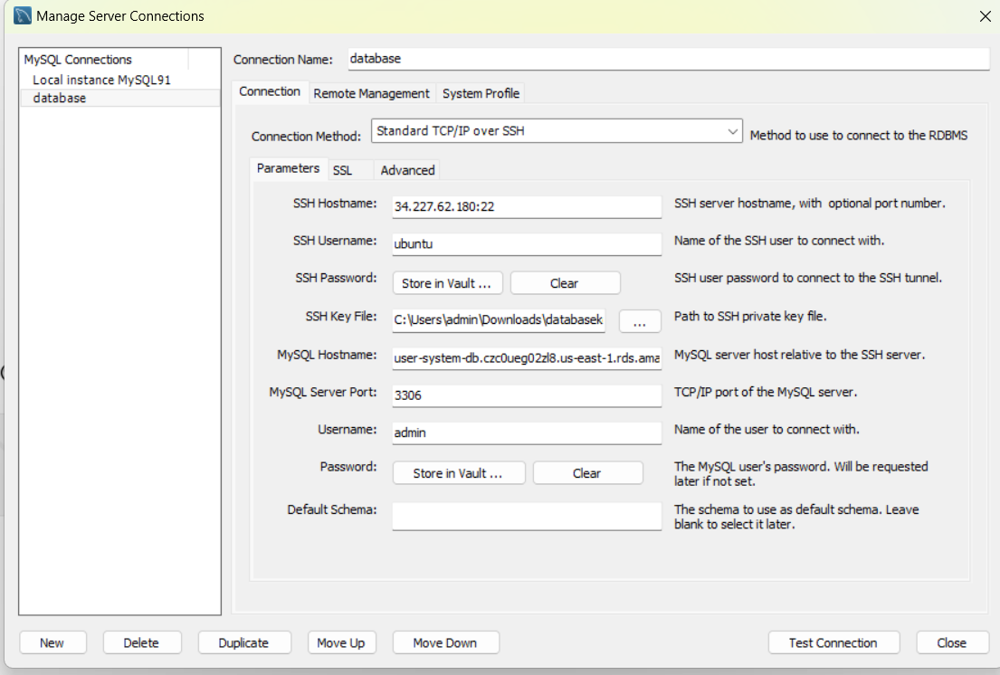 Manage Server Connections
MySQL Connections
Local instance MySQL91
database
Connection Name: database
Connection Remote Management System Profile
Connection Method: Standard TCP/IP over SSH Method to use to connect to the RDBMS
Parameters SSL Advanced
SSH Hostname: 34.227.62.180:22 SSH server hostname, with optional port number.
SSH Username: ubuntu Name of the SSH user to connect with.
SSH Password: Store in Vault ... Clear SSH user password to connect to the SSH tunnel.
SSH Key File: C:\Users\admin\Downloads\databasek ... Path to SSH private key file.
MySQL Hostname: user-system-db.czc0ueg02zl8.us-east-1.rds.ama MySQL server host relative to the SSH server.
MySQL Server Port: 3306 TCP/IP port of the MySQL server.
Username: admin Name of the user to connect with.
Password: Store in Vault ... Clear The MySQL user's password. Will be requested
later if not set.
Default Schema: The schema to use as default schema. Leave
blank to select it later.
New Delete Duplicate Move Up Move Down Test Connection Close